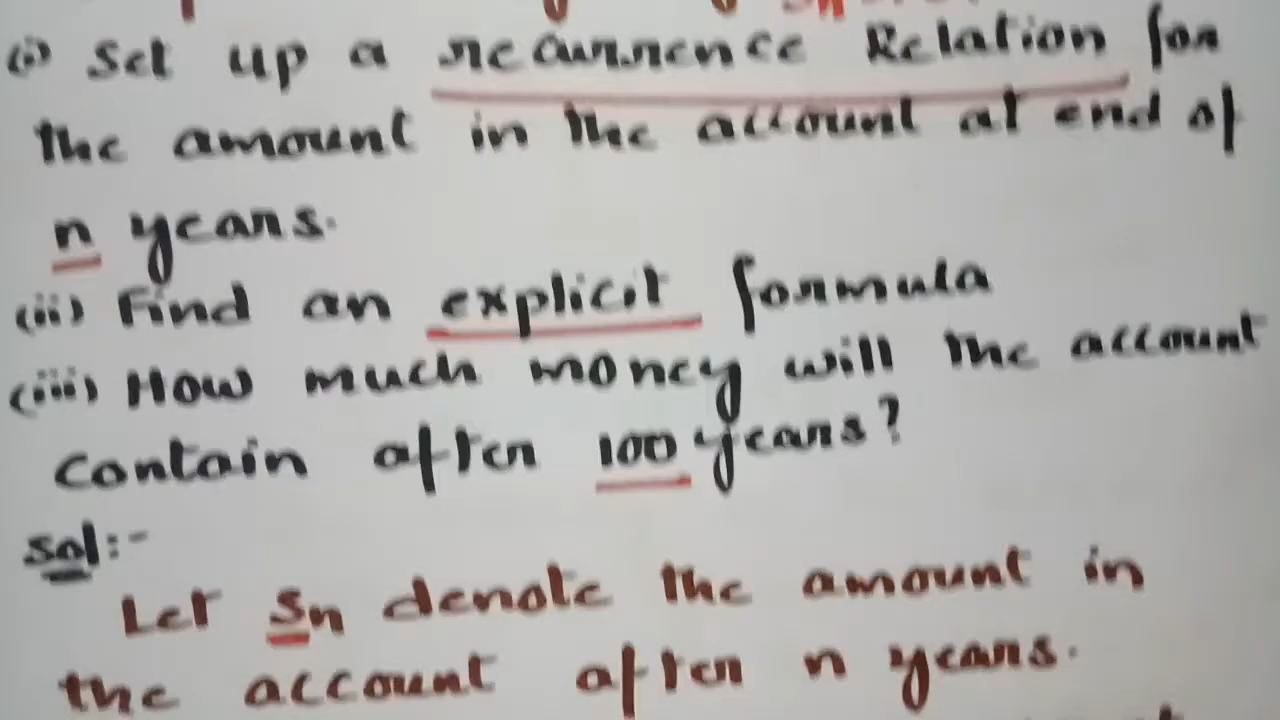 (i) Set up a recurrence Relation for
the amount in the account at end of
n years.
(ii) Find an explicit formula
(iii) How much money will the account
contain after 100 years?
Sol:-
Let Sn denote the amount in
the account after n years.